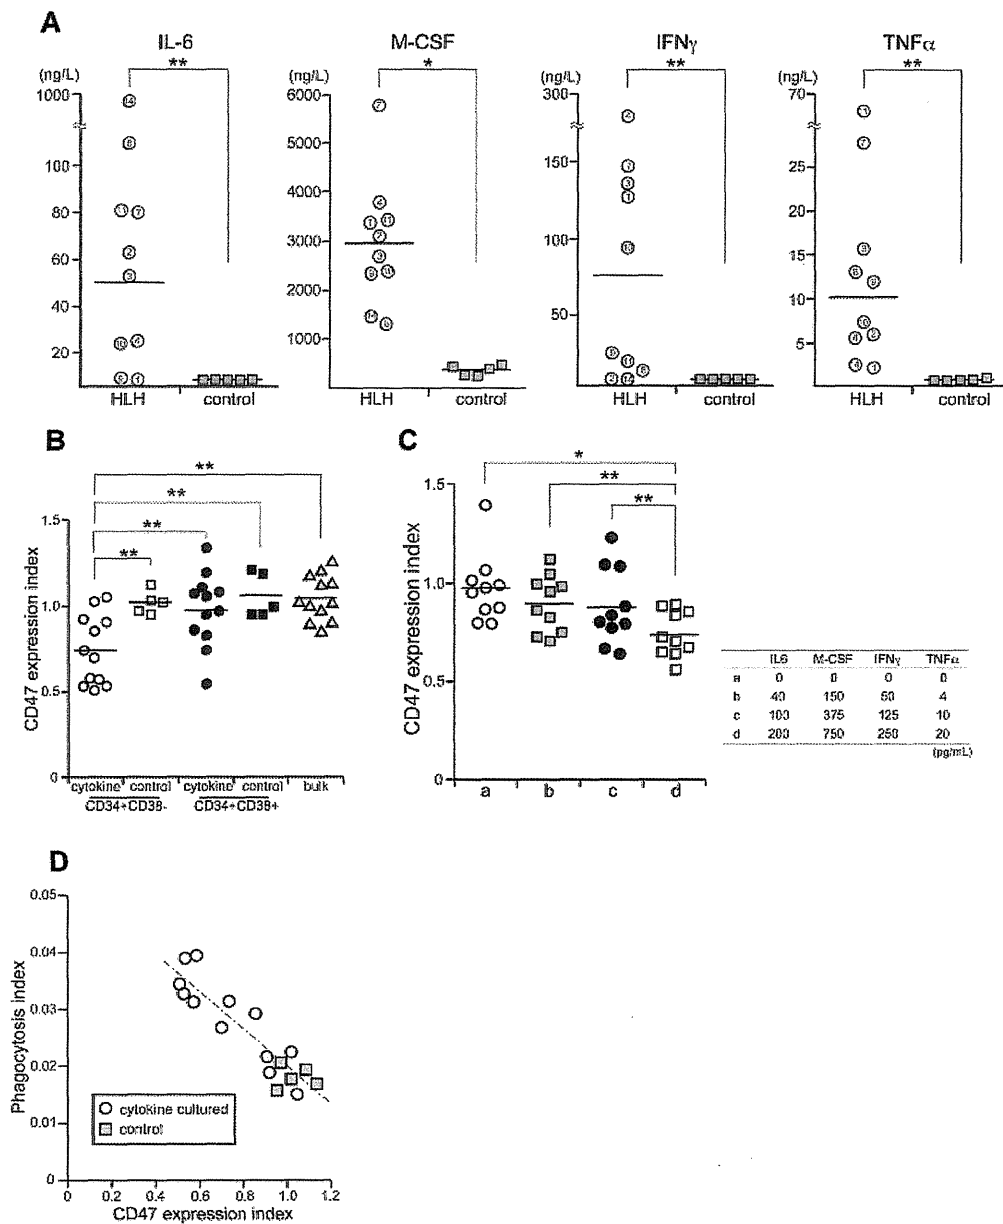 A
IL-6
M-CSF
IFNγ
TNFα
(ng/L)
**
(ng/L)
*
(ng/L)
**
(ng/L)
**
1000
100
80
60
40
20
HLH
control
6000
5000
4000
3000
2000
1000
HLH
control
300
150
100
50
HLH
control
70
25
20
15
10
5
HLH
control
B
**
**
**
**
CD47 expression index
1.5
1.0
0.5
0
cytokine control cytokine control bulk
CD34+CD38- CD34+CD38+
C
*
**
**
CD47 expression index
1.5
1.0
0.5
0
a b c d
IL6 M-CSF IFNγ TNFα
a 0 0 0 0
b 40 150 50 4
c 100 375 125 10
d 200 750 250 20
(pg/mL)
D
Phagocytosis index
0.05
0.04
0.03
0.02
0.01
0
cytokine cultured
control
0 0.2 0.4 0.6 0.8 1.0 1.2
CD47 expression index